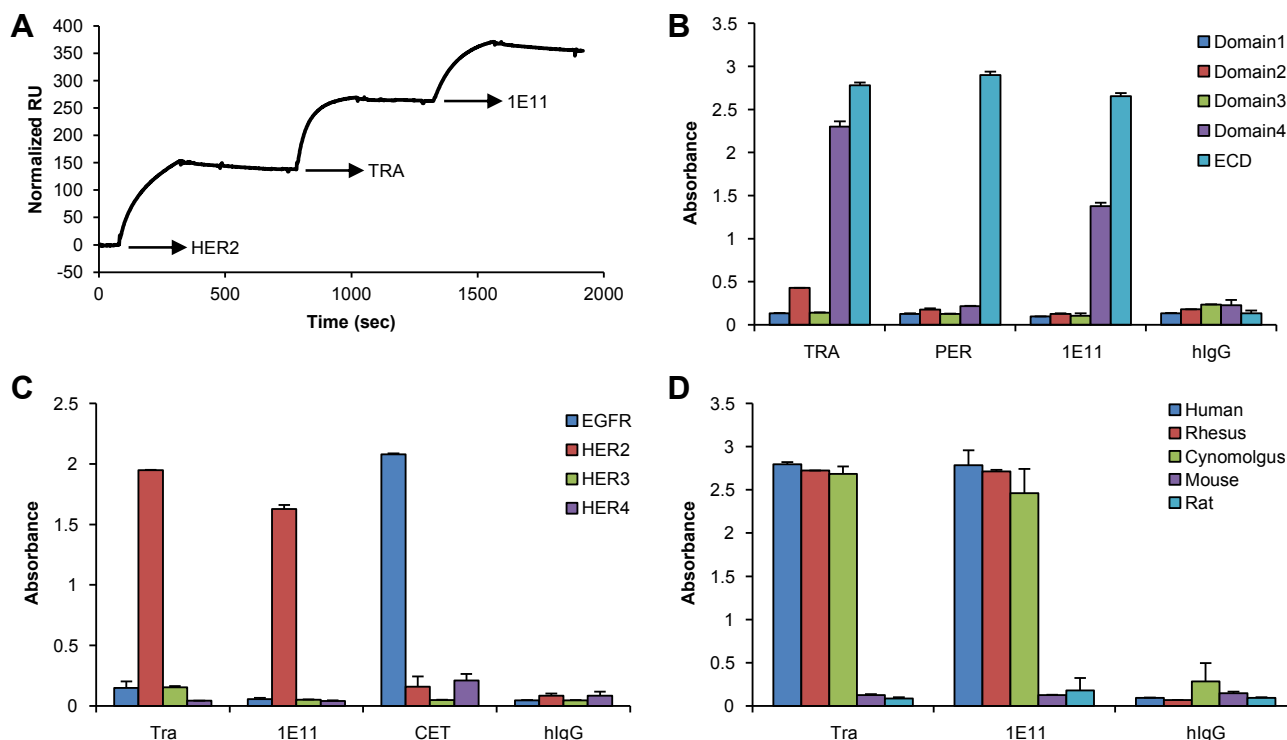 A
Normalized RU
400
350
300
250
200
150
100
50
0
-50
HER2
TRA
1E11
0 500 1000 1500 2000
Time (sec)
B
Absorbance
3.5
3
2.5
2
1.5
1
0.5
0
Domain1
Domain2
Domain3
Domain4
ECD
TRA PER 1E11 hIgG
C
Absorbance
2.5
2
1.5
1
0.5
0
EGFR
HER2
HER3
HER4
Tra 1E11 CET hIgG
D
Absorbance
3.5
3
2.5
2
1.5
1
0.5
0
Human
Rhesus
Cynomolgus
Mouse
Rat
Tra 1E11 hIgG